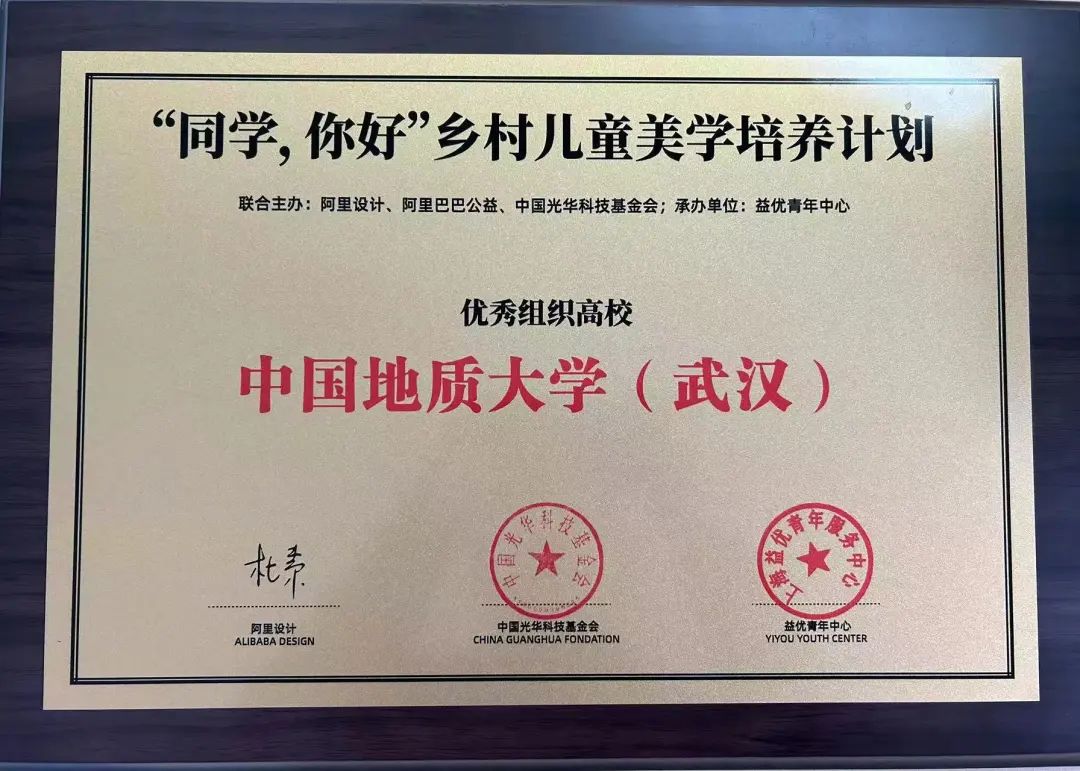 “同学，你好”乡村儿童美学培养计划
联合主办：阿里设计、阿里巴巴公益、中国光华科技基金会；承办单位：益优青年中心
优秀组织高校
中国地质大学（武汉）
杜秦
中国光华科技基金会
上海益优青年服务中心
阿里设计
ALIBABA DESIGN
中国光华科技基金会
CHINA GUANGHUA FONDATION
益优青年中心
YIYOU YOUTH CENTER